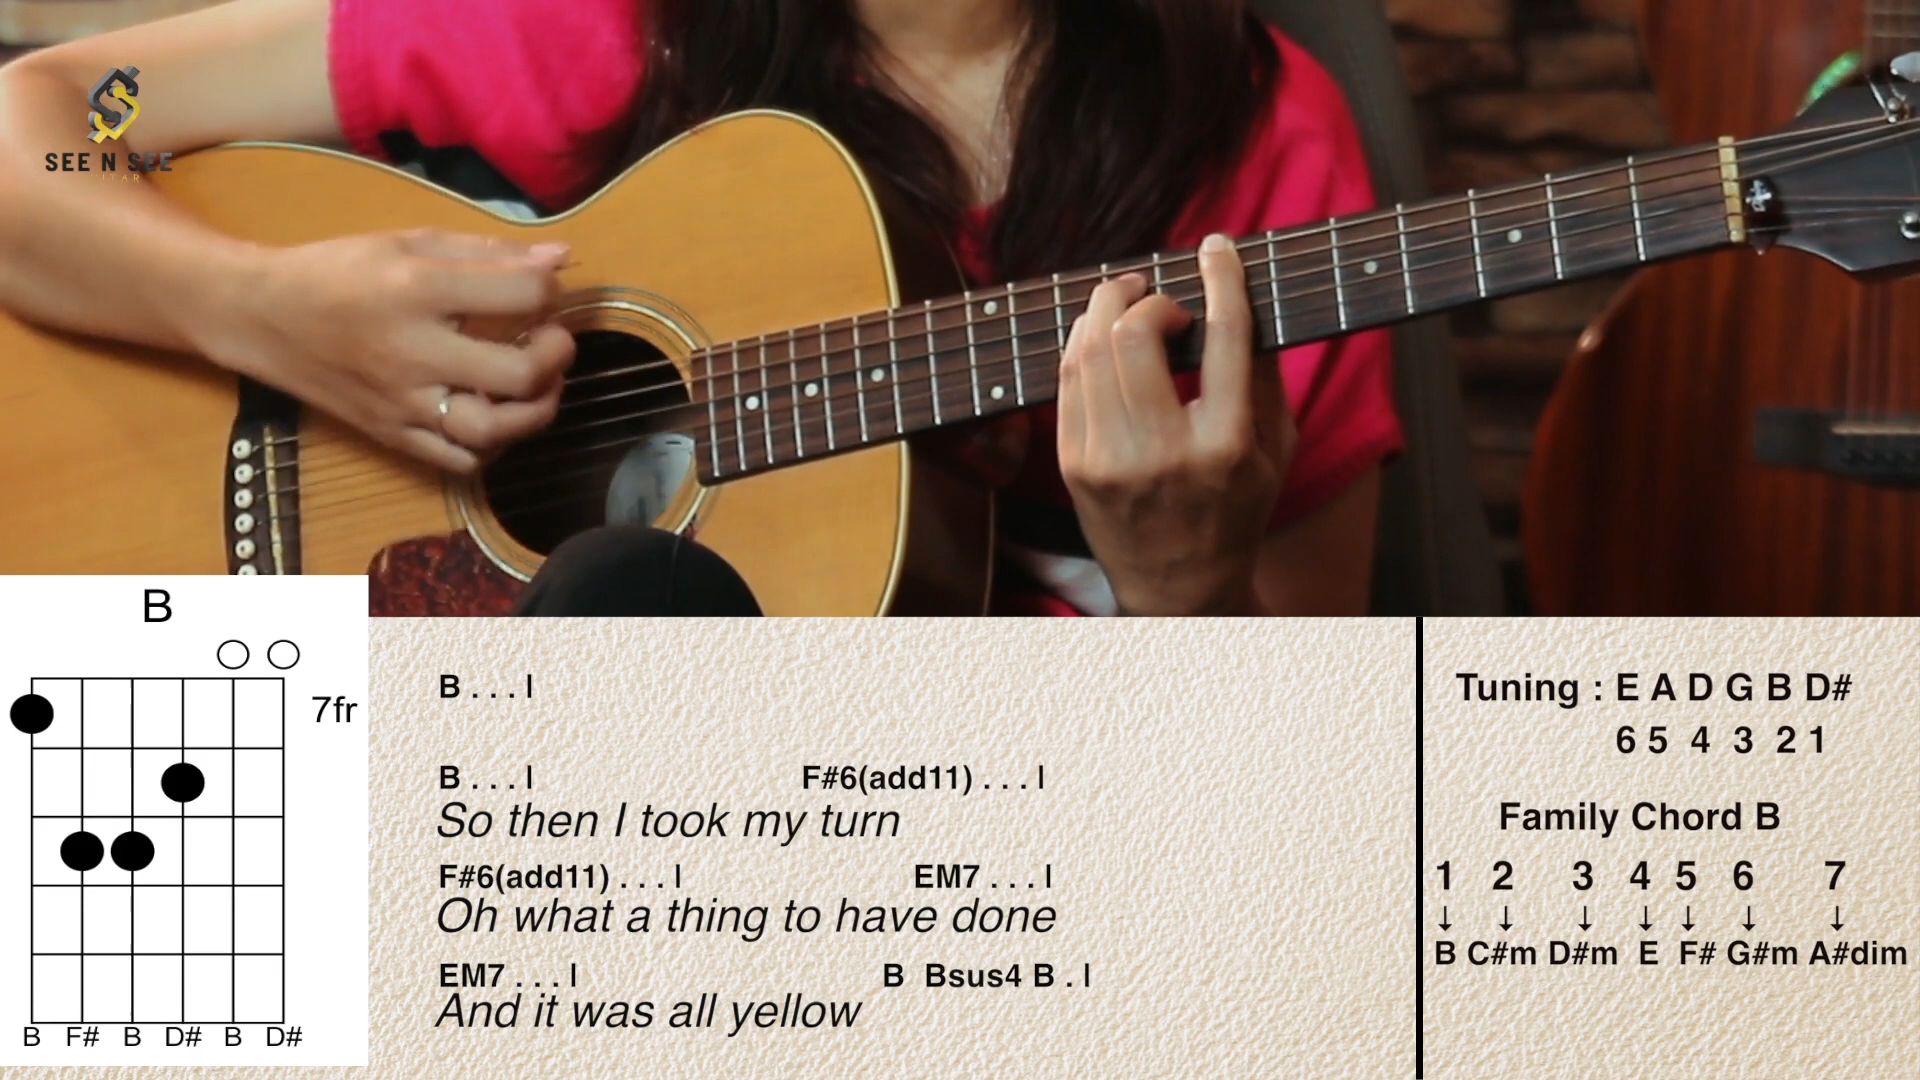 SEE N SEE
B
7fr
B F# B D# B D#
B . . . I
B . . . I F#6(add11) . . . I
So then I took my turn
F#6(add11) . . . I EM7 . . . I
Oh what a thing to have done
EM7 . . . I B Bsus4 B . I
And it was all yellow
Tuning : E A D G B D#
6 5 4 3 2 1
Family Chord B
1 2 3 4 5 6 7
↓ ↓ ↓ ↓ ↓ ↓ ↓
B C#m D#m E F# G#m A#dim